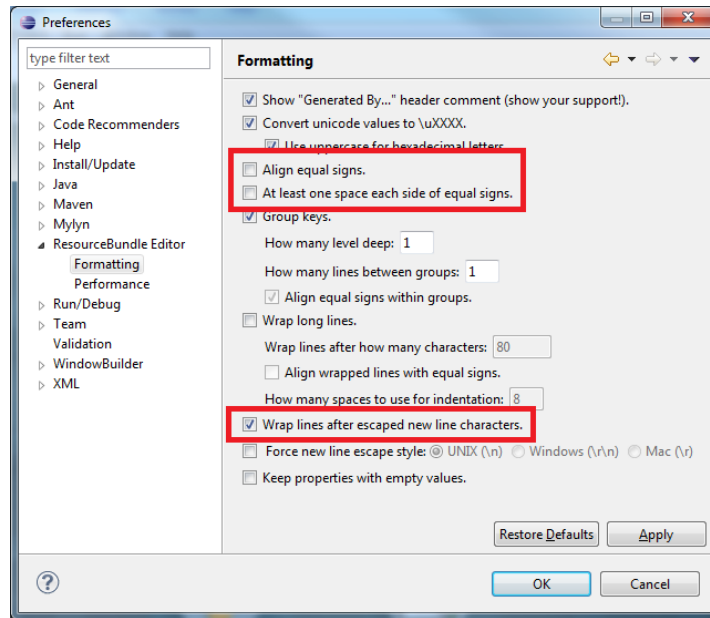 Preferences
type filter text
General
Ant
Code Recommenders
Help
Install/Update
Java
Maven
Mylyn
ResourceBundle Editor
Formatting
Performance
Run/Debug
Team
Validation
WindowBuilder
XML
Formatting
Show "Generated By..." header comment (show your support!).
Convert unicode values to \uXXXX.
Use uppercase for hexadecimal letters
Align equal signs.
At least one space each side of equal signs.
Group keys.
How many level deep: 1
How many lines between groups: 1
Align equal signs within groups.
Wrap long lines.
Wrap lines after how many characters: 80
Align wrapped lines with equal signs.
How many spaces to use for indentation: 8
Wrap lines after escaped new line characters.
Force new line escape style: UNIX (\n) Windows (\r\n) Mac (\r)
Keep properties with empty values.
Restore Defaults Apply
? OK Cancel